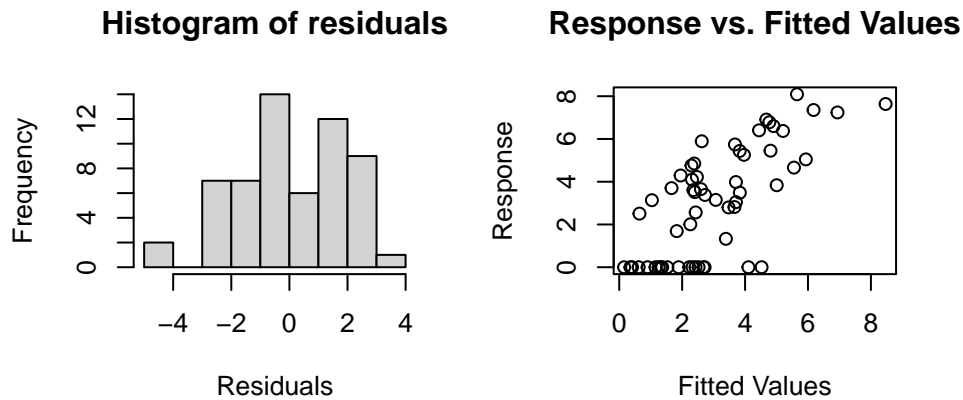 Histogram of residuals
Frequency
0 4 8 12
−4 −2 0 2 4
Residuals
Response vs. Fitted Values
Response
0 2 4 6 8
0 2 4 6 8
Fitted Values